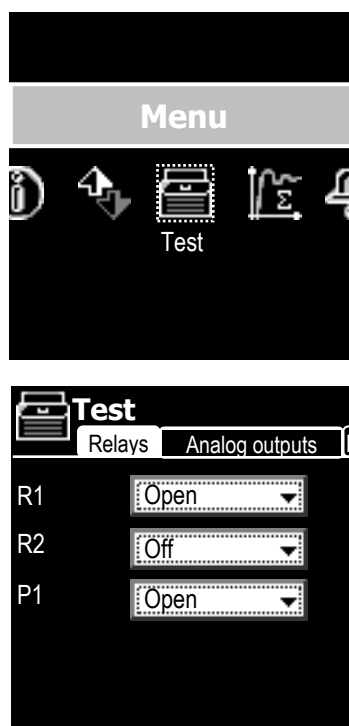 Menu
Test
Test
Relays Analog outputs
R1 Open
R2 Off
P1 Open